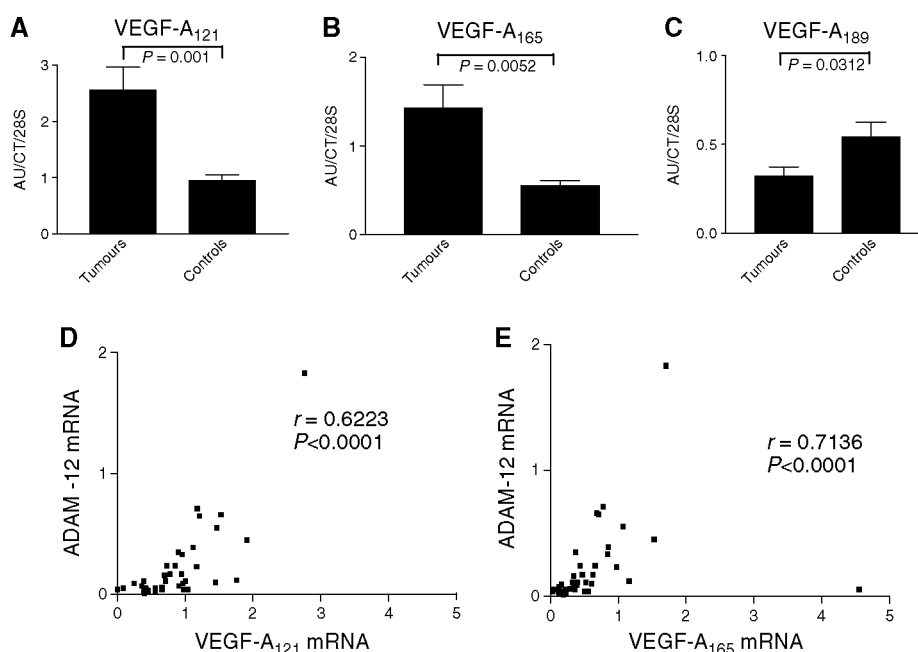 A
VEGF-A121
P = 0.001
AU/CT/28S
3
2
1
0
Tumours
Controls
B
VEGF-A165
P = 0.0052
AU/CT/28S
2
1
0
Tumours
Controls
C
VEGF-A189
P = 0.0312
AU/CT/28S
1.0
0.5
0.0
Tumours
Controls
D
ADAM -12 mRNA
2
1
0
r = 0.6223
P<0.0001
0 1 2 3 4 5
VEGF-A121 mRNA
E
ADAM-12 mRNA
2
1
0
r = 0.7136
P<0.0001
0 1 2 3 4 5
VEGF-A165 mRNA